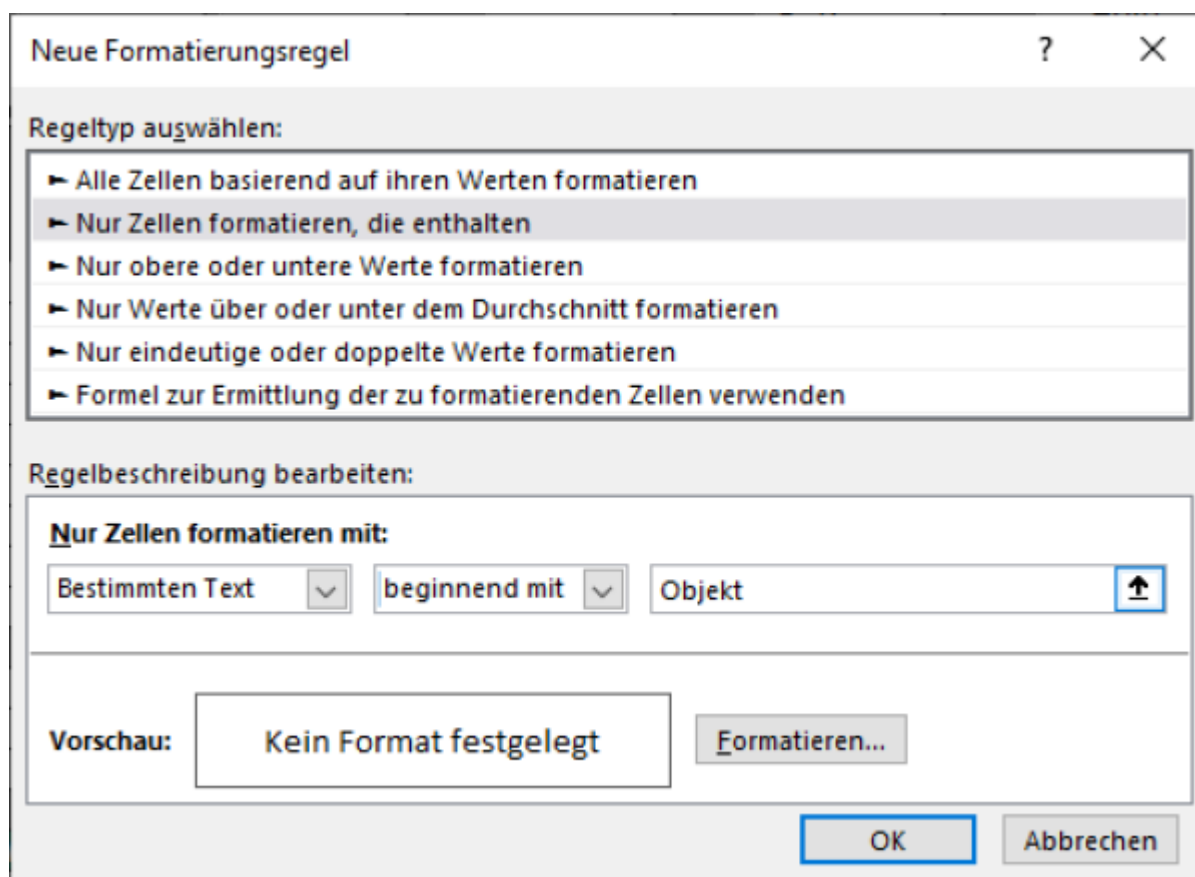 Neue Formatierungsregel ?
Regeltyp auswählen:
► Alle Zellen basierend auf ihren Werten formatieren
► Nur Zellen formatieren, die enthalten
► Nur obere oder untere Werte formatieren
► Nur Werte über oder unter dem Durchschnitt formatieren
► Nur eindeutige oder doppelte Werte formatieren
► Formel zur Ermittlung der zu formatierenden Zellen verwenden
Regelbeschreibung bearbeiten:
Nur Zellen formatieren mit:
Bestimmten Text beginnend mit Objekt
Vorschau: Kein Format festgelegt Formatieren...
OK Abbrechen